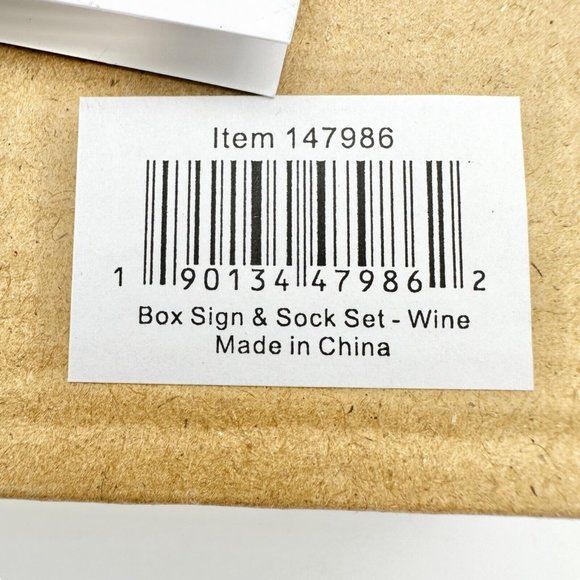 Item 147986
1 90134 47986 2
Box Sign & Sock Set - Wine
Made in China